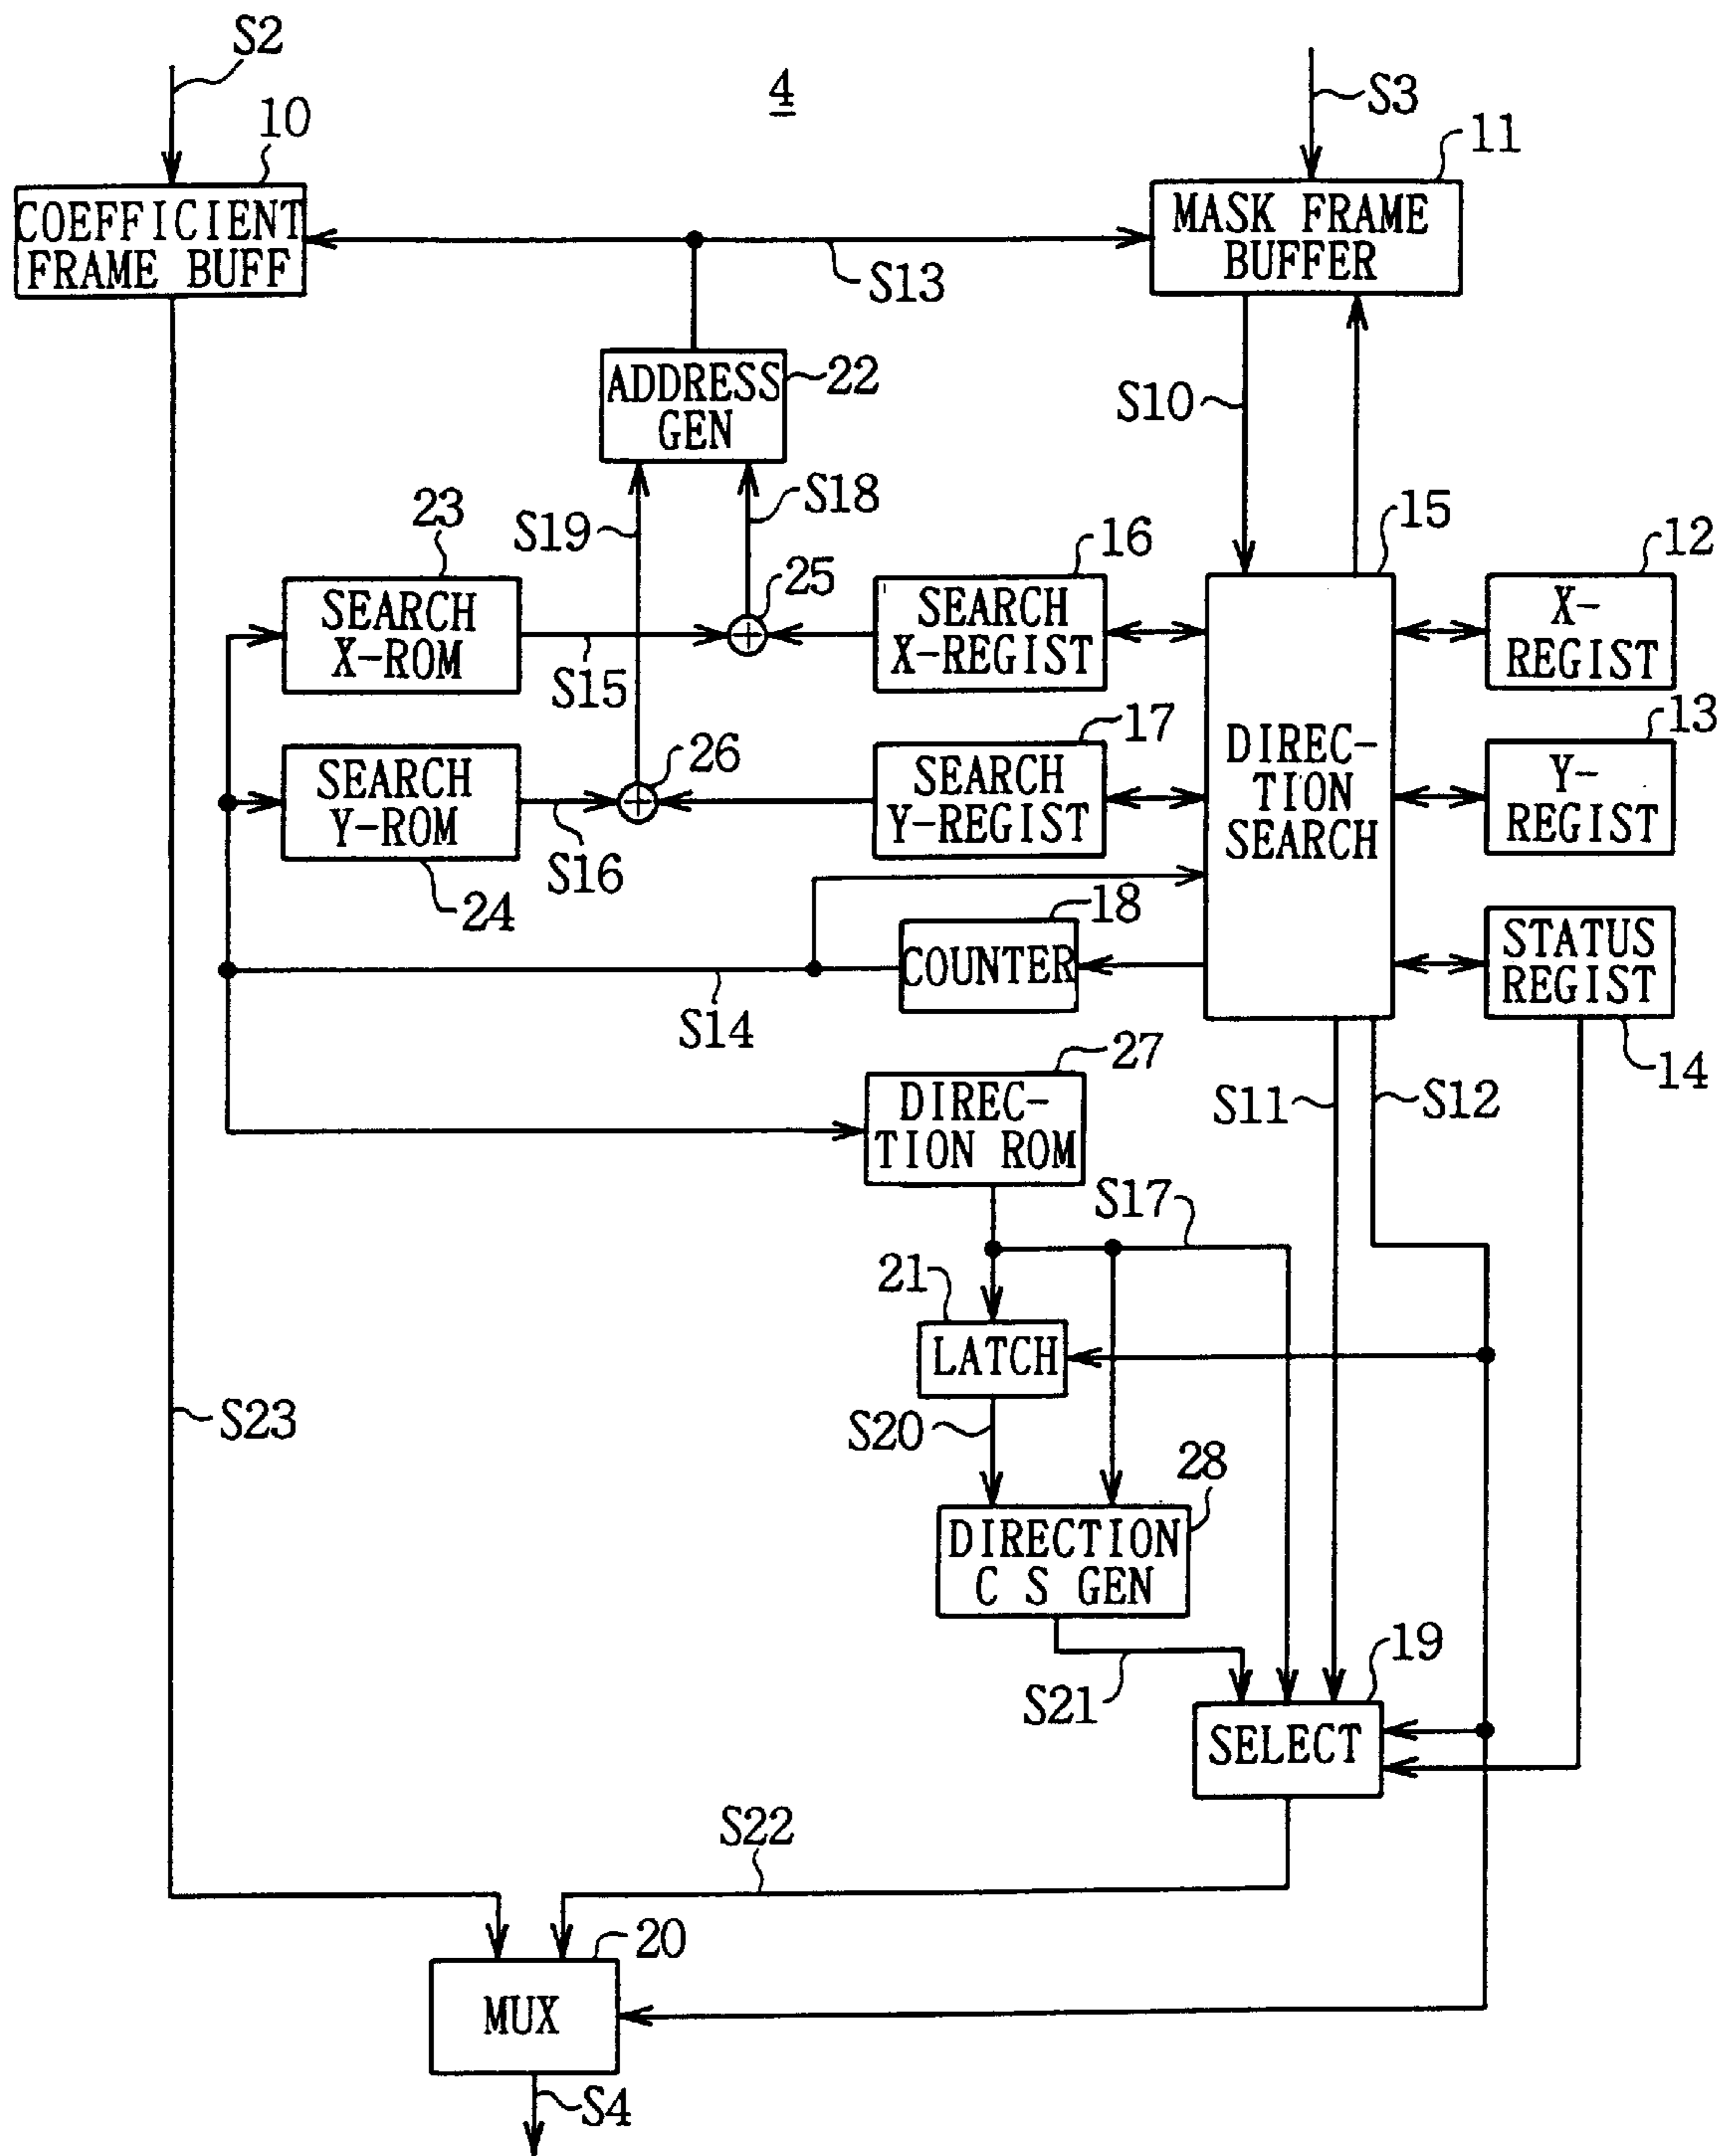 S2
4
S3
10
11
COEFFICIENT
FRAME BUFF
MASK FRAME
BUFFER
S13
ADDRESS
GEN
22
S10
S18
S19
23
16
15
12
25
SEARCH
X-ROM
SEARCH
X-REGIST
X-
REGIST
S15
17
13
26
SEARCH
Y-ROM
SEARCH
Y-REGIST
DIREC-
TION
SEARCH
Y-
REGIST
S16
24
18
COUNTER
STATUS
REGIST
S14
27
14
S11
S12
DIREC-
TION ROM
S17
21
LATCH
S23
S20
28
DIRECTION
C S GEN
19
S21
SELECT
S22
20
MUX
S4